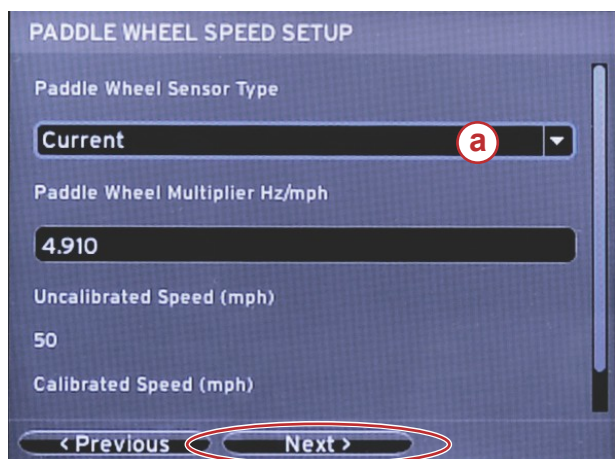 PADDLE WHEEL SPEED SETUP
Paddle Wheel Sensor Type
Current
a
Paddle Wheel Multiplier Hz/mph
4.910
Uncalibrated Speed (mph)
50
Calibrated Speed (mph)
< Previous Next >